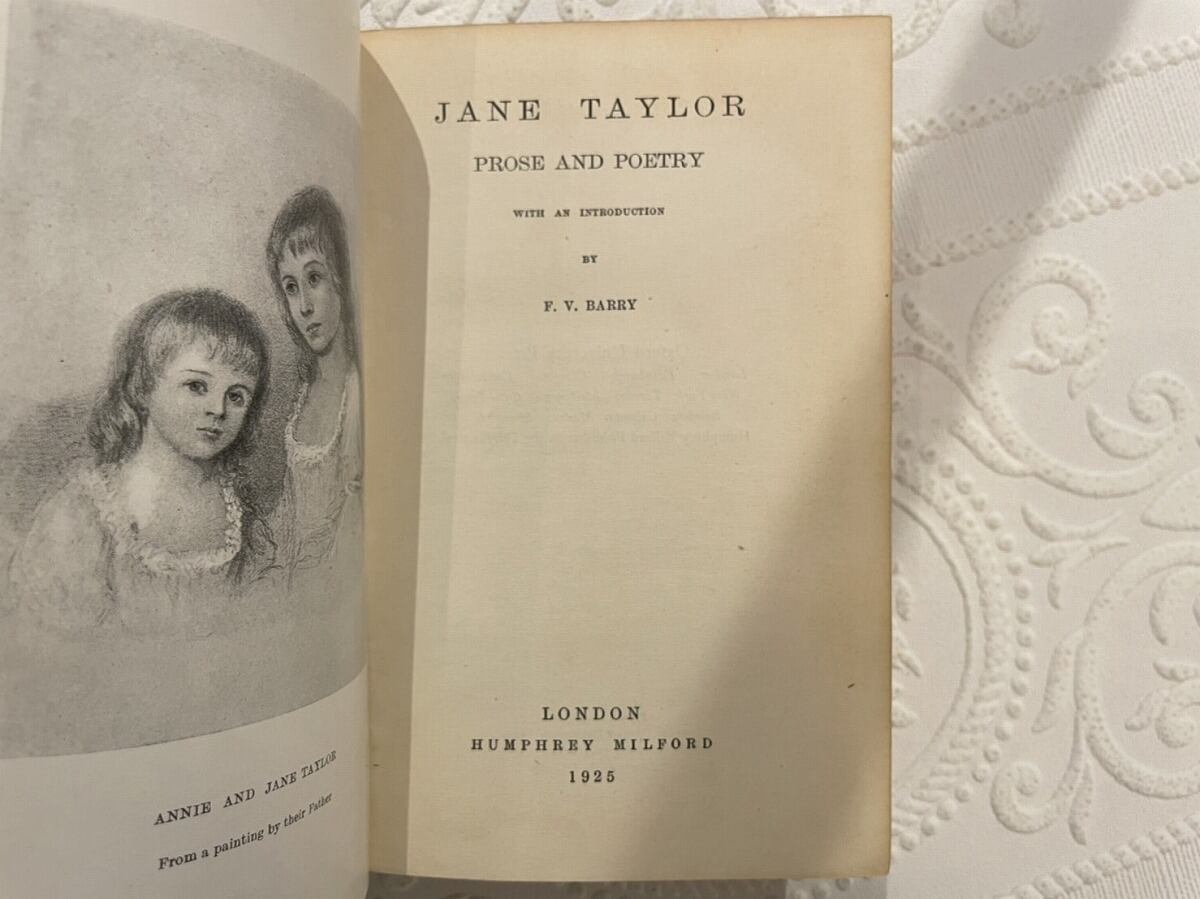 ANNIE AND JANE TAYLOR
From a painting by their Father
JANE TAYLOR
PROSE AND POETRY
WITH AN INTRODUCTION
BY
F. V. BARRY
LONDON
HUMPHREY MILFORD
1925